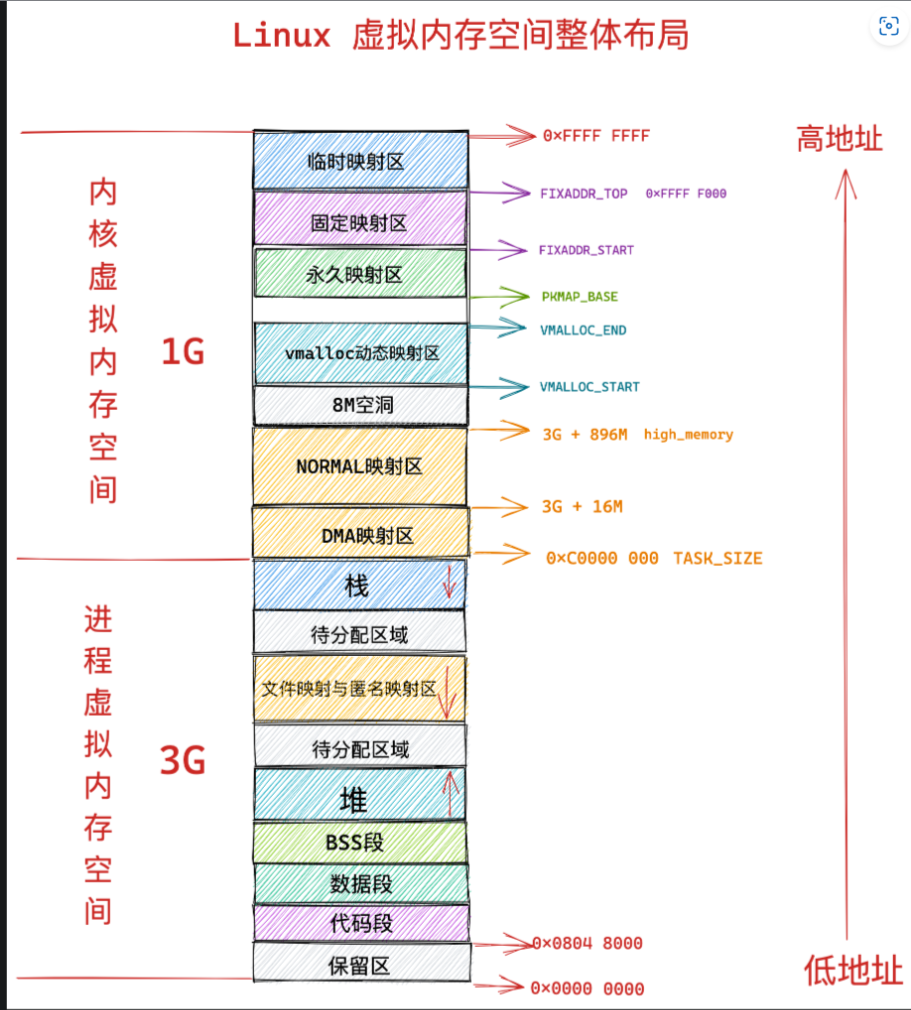 Linux 虚拟内存空间整体布局
0×FFFF FFFF
高地址
临时映射区
FIXADDR_TOP 0×FFFF F000
固定映射区
FIXADDR_START
永久映射区
PKMAP_BASE
VMALLOC_END
vmalloc动态映射区
VMALLOC_START
8M空洞
3G + 896M high_memory
NORMAL映射区
3G + 16M
DMA映射区
0×C0000 000 TASK_SIZE
内核虚拟内存空间
1G
栈
待分配区域
文件映射与匿名映射区
待分配区域
堆
BSS段
数据段
代码段
0×0804 8000
保留区
0×0000 0000
进程虚拟内存空间
3G
低地址